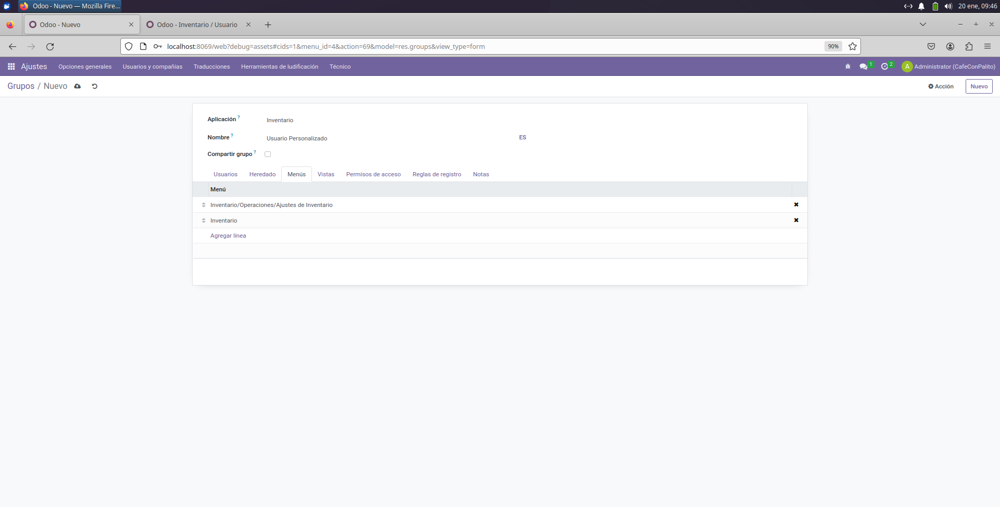 Odoo - Nuevo — Mozilla Fire...
20 ene, 09:46
Odoo - Nuevo
Odoo - Inventario / Usuario
localhost:8069/web?debug=assets#cids=1&menu_id=4&action=69&model=res.groups&view_type=form
90%
Ajustes
Opciones generales
Usuarios y compañías
Traducciones
Herramientas de ludificación
Técnico
1
2
A
Administrator (CafeConPalito)
Grupos / Nuevo
Acción
Nuevo
Aplicación ?
Inventario
Nombre ?
Usuario Personalizado
ES
Compartir grupo ?
Usuarios
Heredado
Menús
Vistas
Permisos de acceso
Reglas de registro
Notas
Menú
Inventario/Operaciones/Ajustes de Inventario
Inventario
Agregar línea